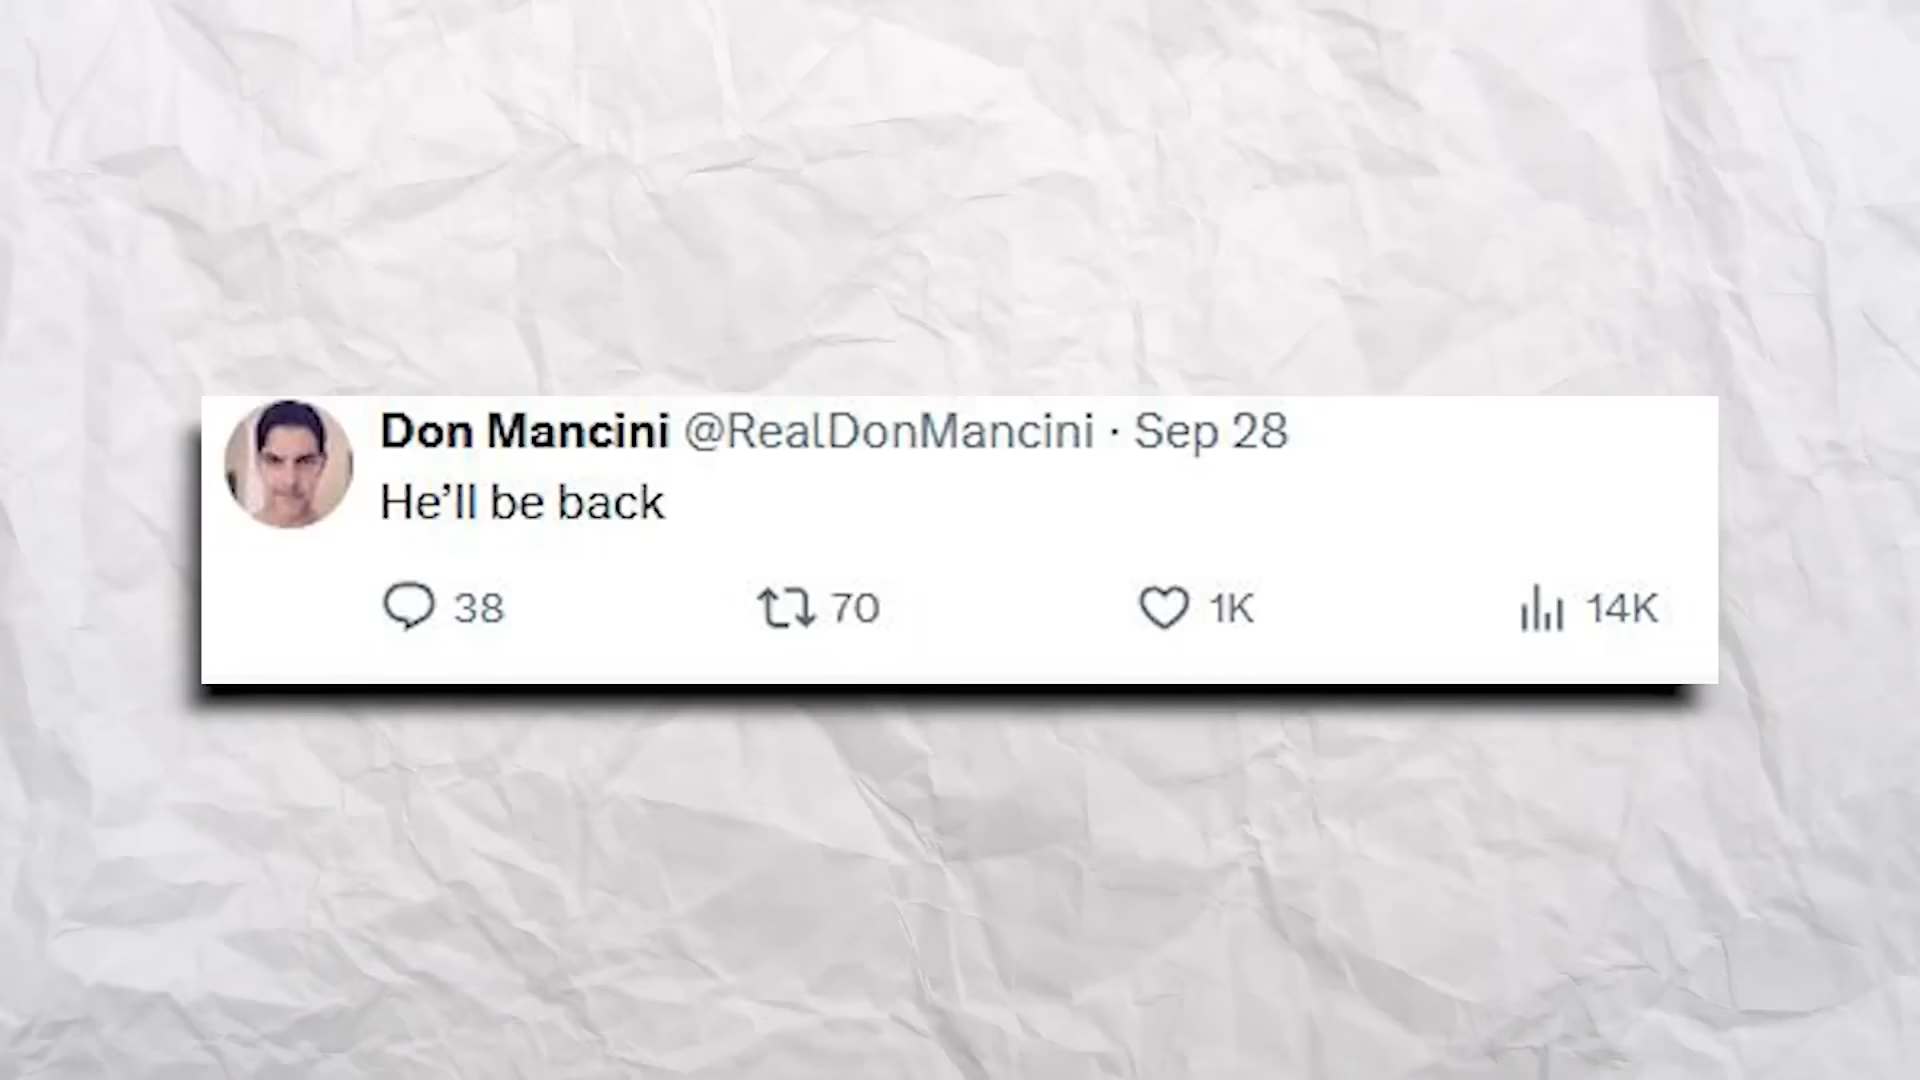 Don Mancini @RealDonMancini · Sep 28
He’ll be back
38 70 1K 14K